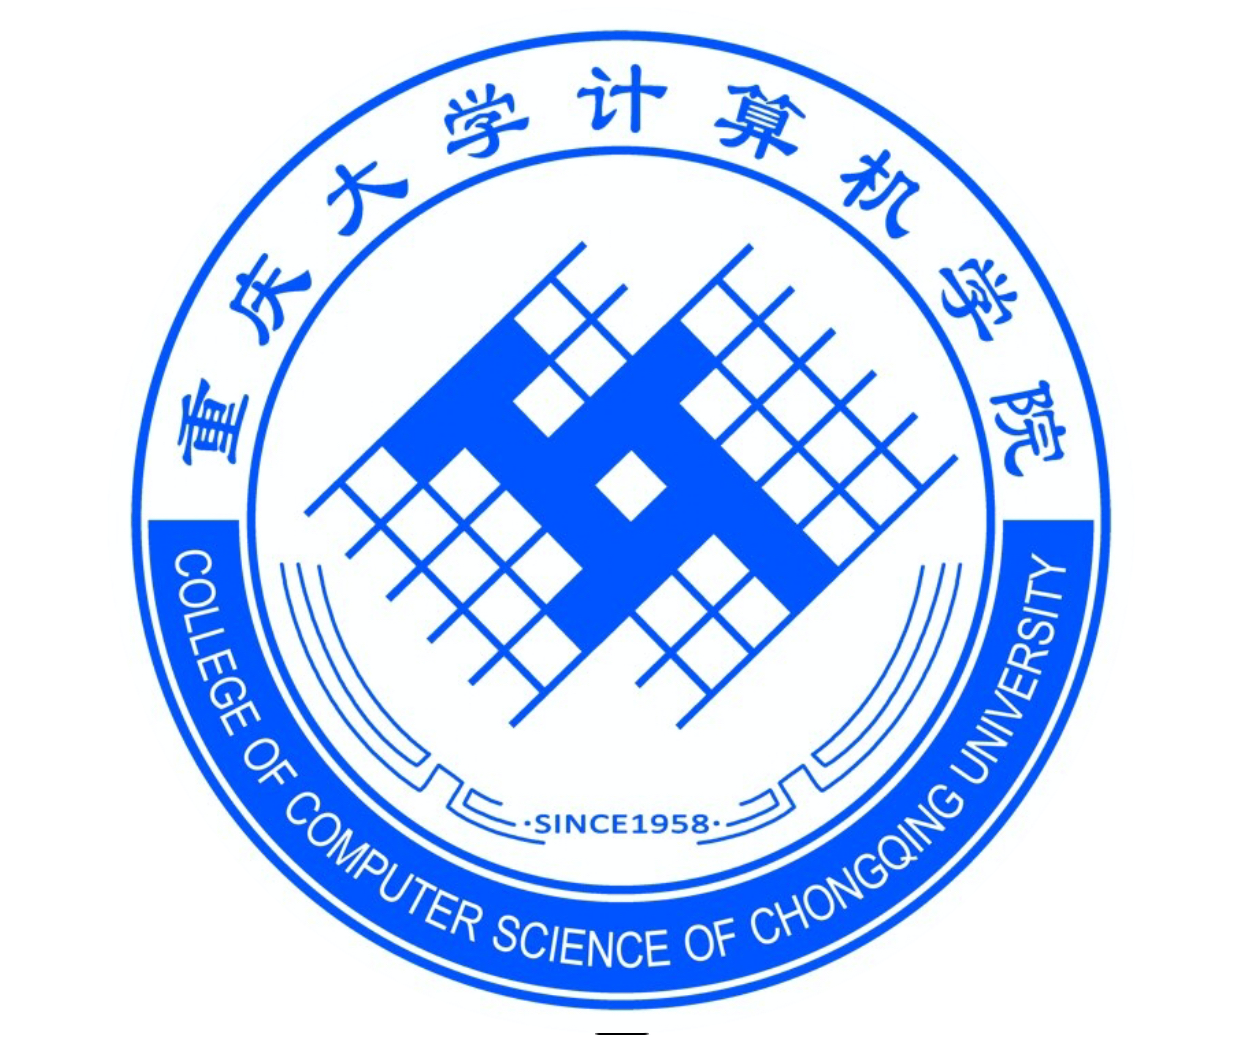 重庆大学计算机学院
·SINCE1958·
COLLEGE OF COMPUTER SCIENCE OF CHONGQING UNIVERSITY